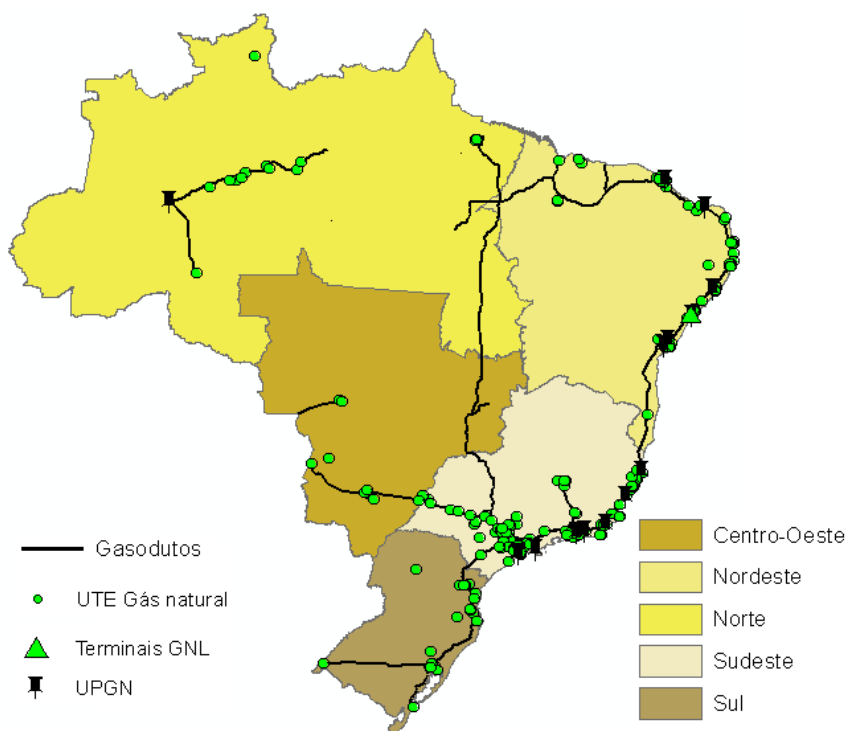 Gasodutos
UTE Gás natural
Terminais GNL
UPGN
Centro-Oeste
Nordeste
Norte
Sudeste
Sul